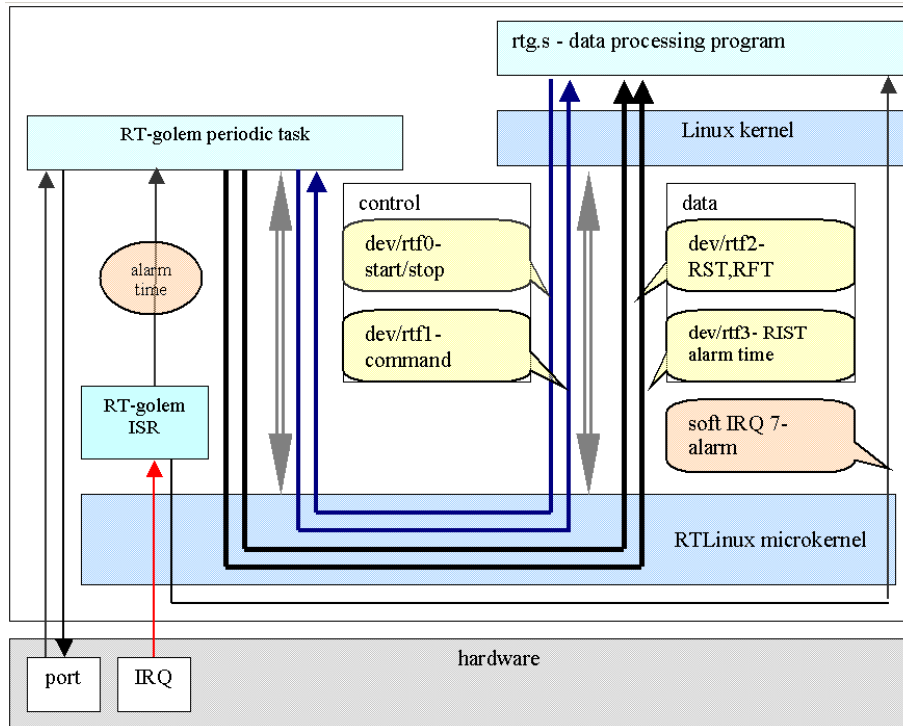 rtg.s - data processing program
Linux kernel
RT-golem periodic task
control
dev/rtf0-
start/stop
dev/rtf1-
command
data
dev/rtf2-
RST,RFT
dev/rtf3- RIST
alarm time
alarm
time
RT-golem
ISR
soft IRQ 7-
alarm
RTLinux microkernel
hardware
port
IRQ